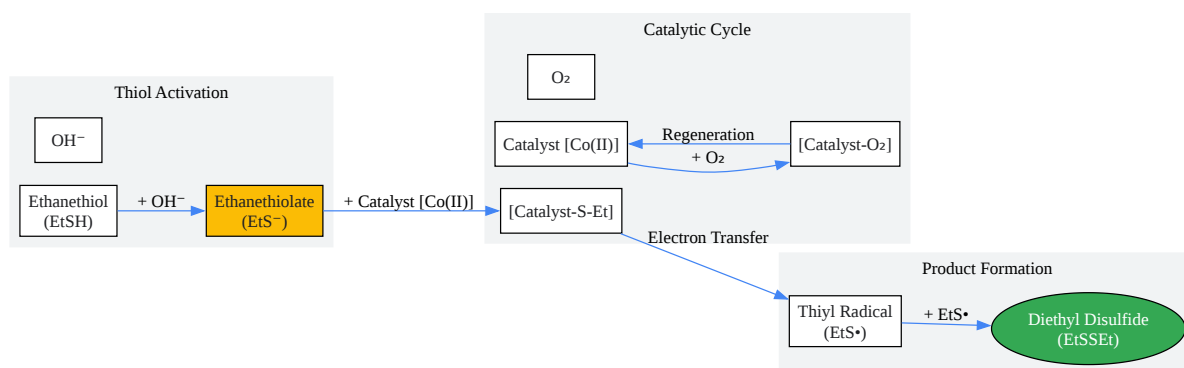 Catalytic Cycle
O₂
Thiol Activation
OH⁻
Catalyst [Co(II)]
Regeneration
+ O₂
[Catalyst-O₂]
Ethanethiol
(EtSH)
+ OH⁻
Ethanethiolate
(EtS⁻)
+ Catalyst [Co(II)]
[Catalyst-S-Et]
Electron Transfer
Product Formation
Thiyl Radical
(EtS•)
+ EtS•
Diethyl Disulfide
(EtSSEt)